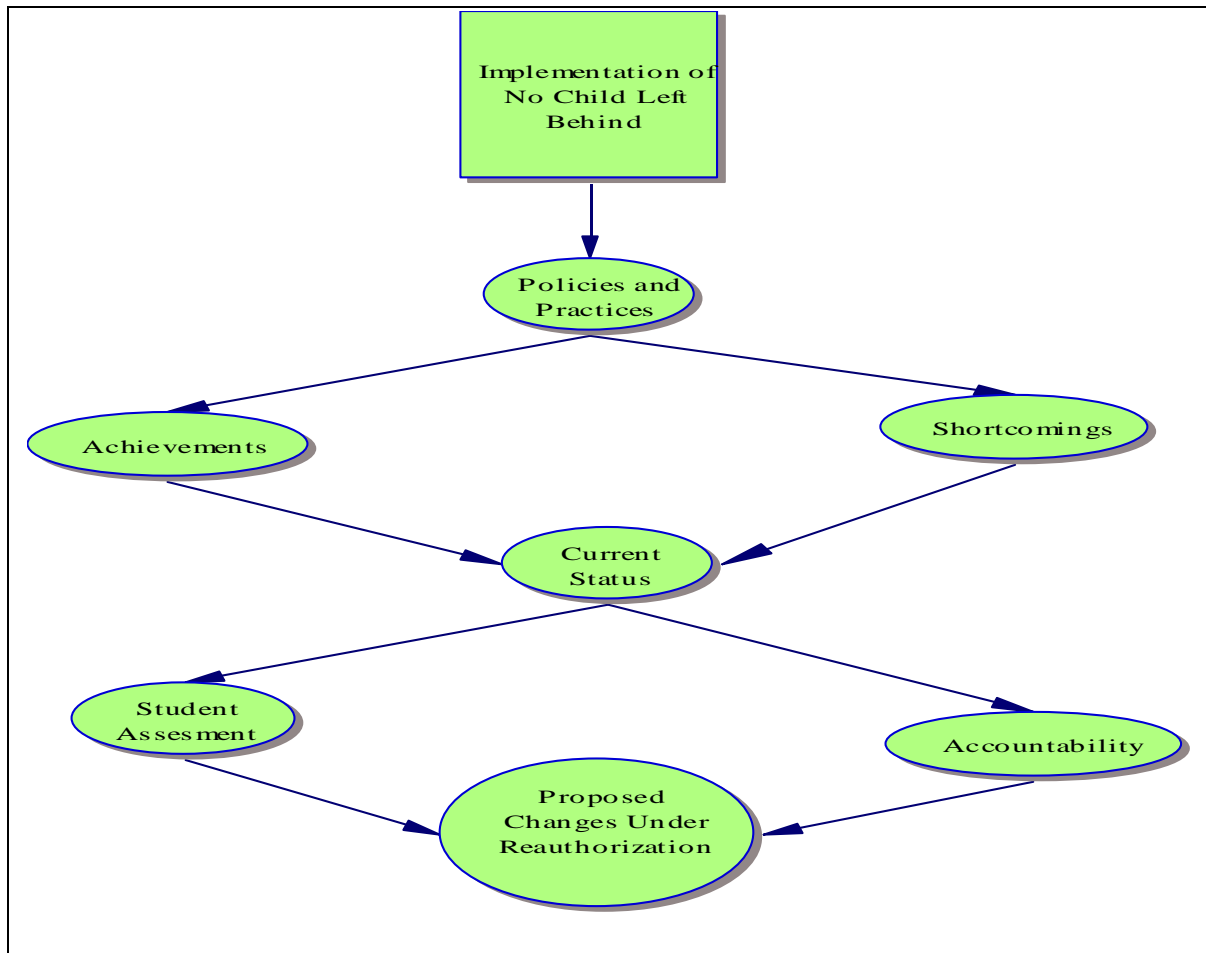 Implementation of
No Child Left
Behind
Policies and
Practices
Achievements
Shortcomings
Current
Status
Student
Assesment
Accountability
Proposed
Changes Under
Reauthorization